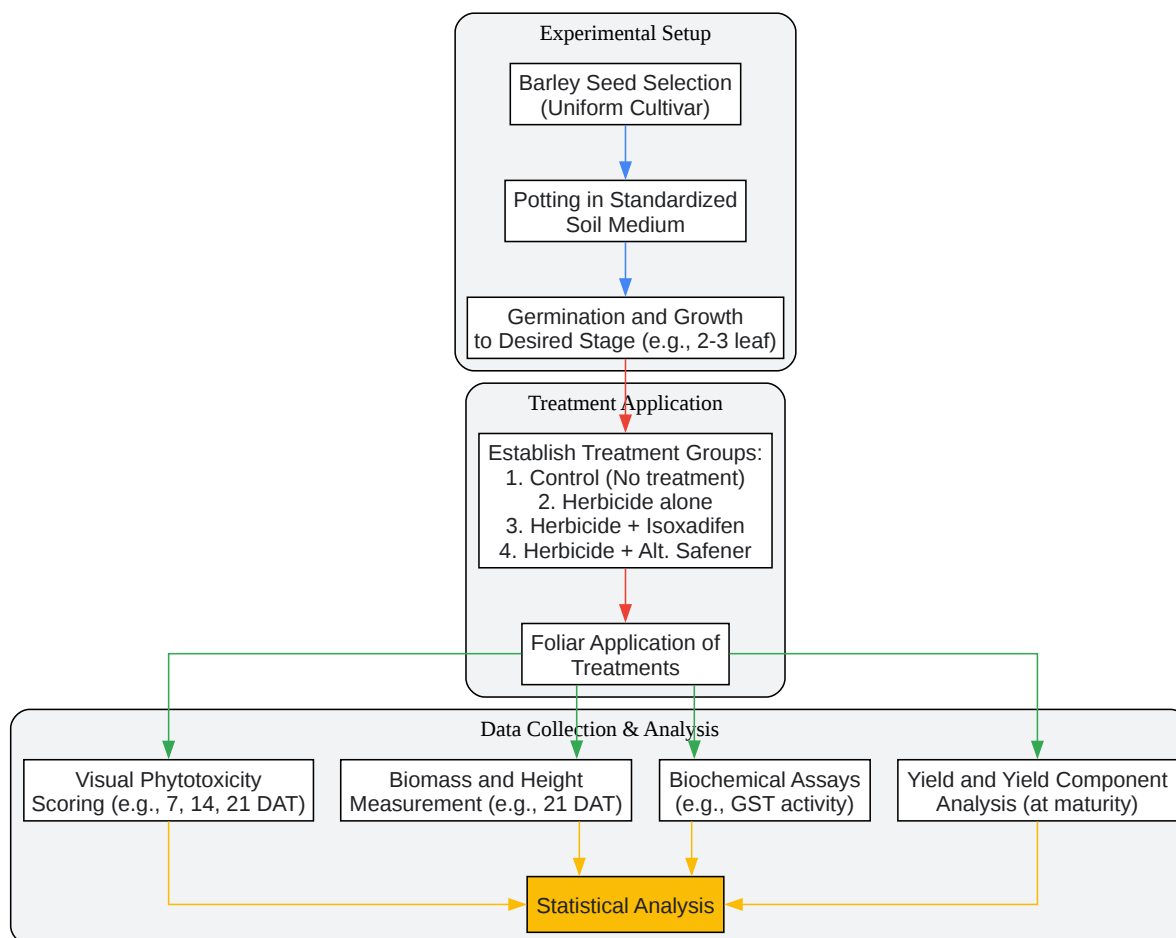 Experimental Setup
Barley Seed Selection
(Uniform Cultivar)
Potting in Standardized
Soil Medium
Germination and Growth
to Desired Stage (e.g., 2-3 leaf)
Treatment Application
Establish Treatment Groups:
1. Control (No treatment)
2. Herbicide alone
3. Herbicide + Isoxadifen
4. Herbicide + Alt. Safener
Foliar Application of
Treatments
Data Collection & Analysis
Visual Phytotoxicity
Scoring (e.g., 7, 14, 21 DAT)
Biomass and Height
Measurement (e.g., 21 DAT)
Biochemical Assays
(e.g., GST activity)
Yield and Yield Component
Analysis (at maturity)
Statistical Analysis